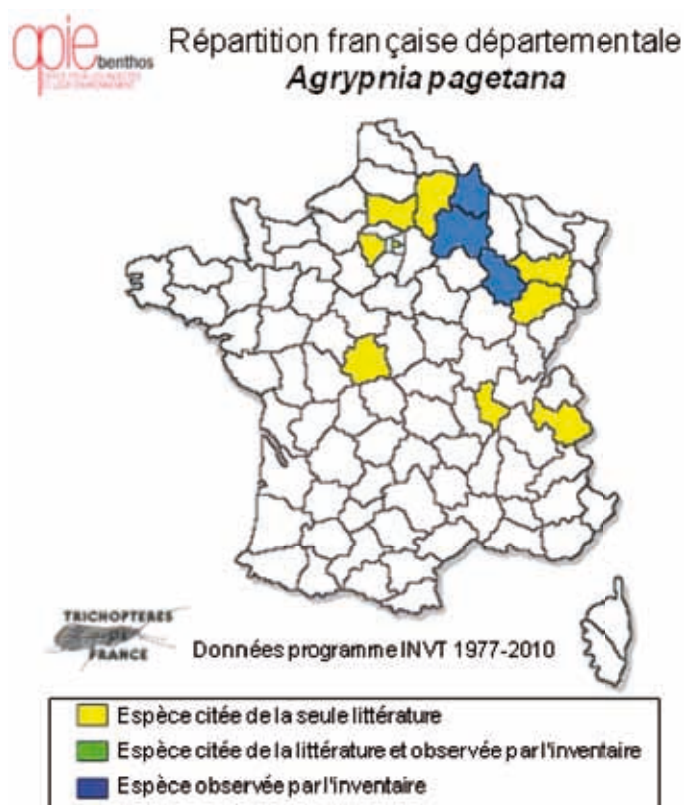 opie/benthos
Répartition française départementale
Agrypnia pagetana
TRICHOPTERES
DE
FRANCE
Données programme INVT 1977-2010
Espèce citée de la seule littérature
Espèce citée de la littérature et observée par l'inventaire
Espèce observée par l'inventaire